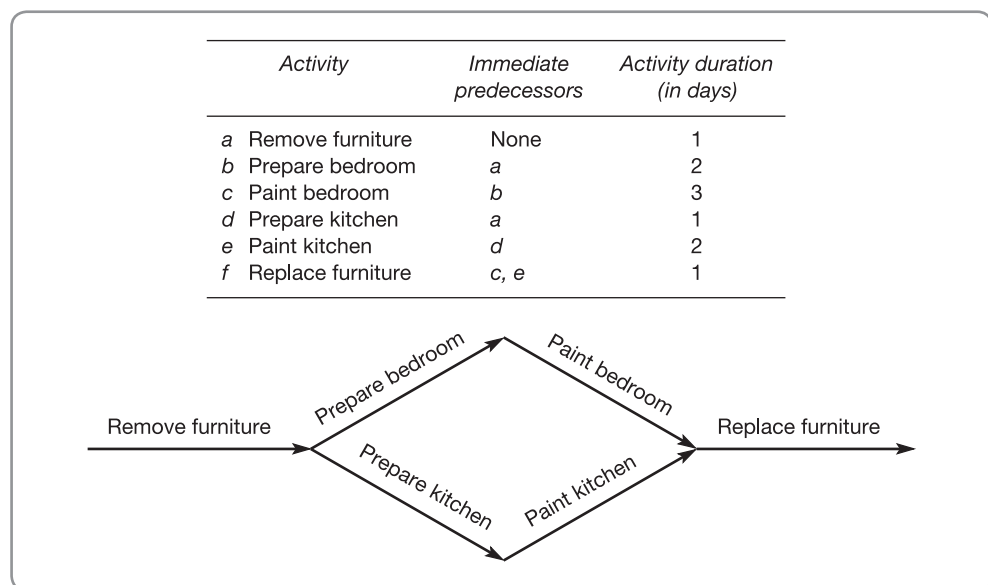 Activity Immediate Activity duration
predecessors (in days)
a Remove furniture None 1
b Prepare bedroom a 2
c Paint bedroom b 3
d Prepare kitchen a 1
e Paint kitchen d 2
f Replace furniture c, e 1
Prepare bedroom
Paint bedroom
Remove furniture
Replace furniture
Prepare kitchen
Paint kitchen